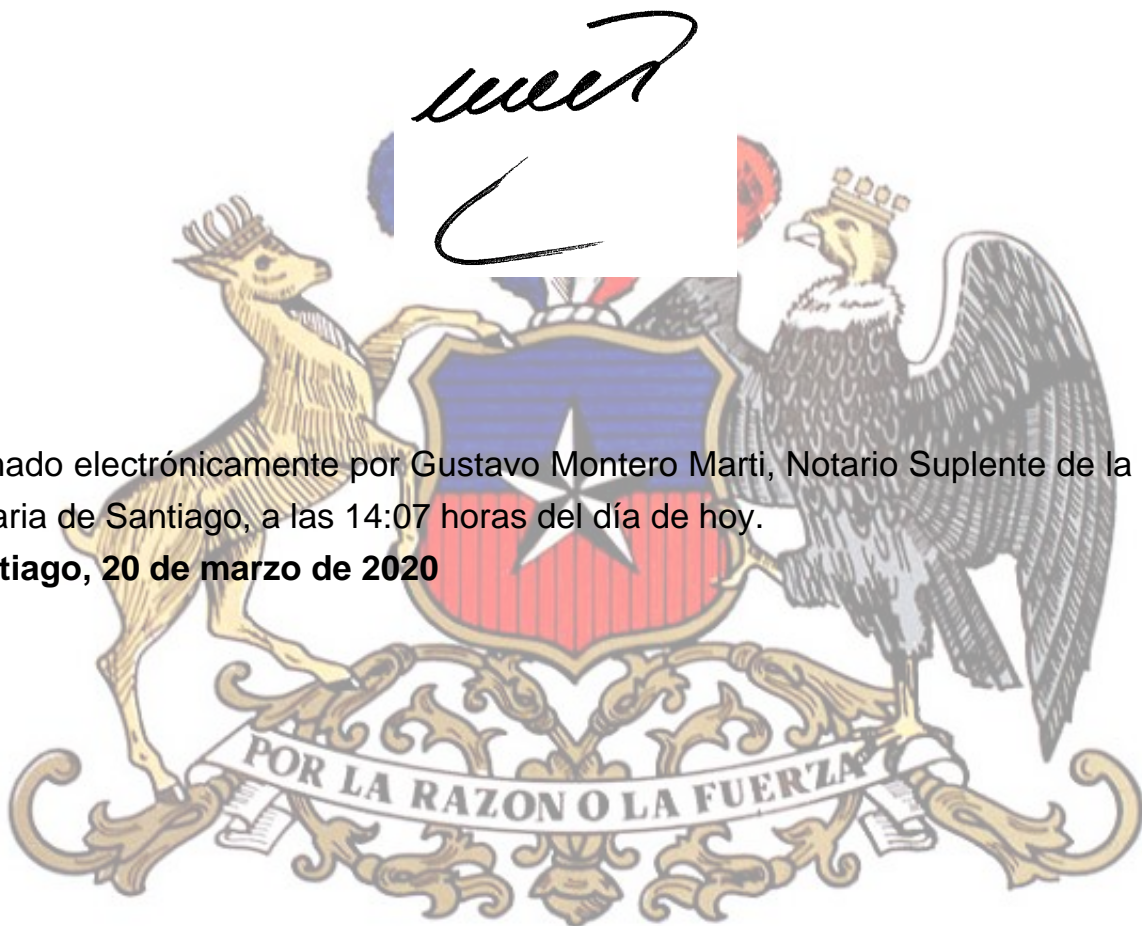 nado electrónicamente por Gustavo Montero Marti, Notario Suplente de la
aria de Santiago, a las 14:07 horas del día de hoy.
tiago, 20 de marzo de 2020
POR LA RAZON O LA FUERZA